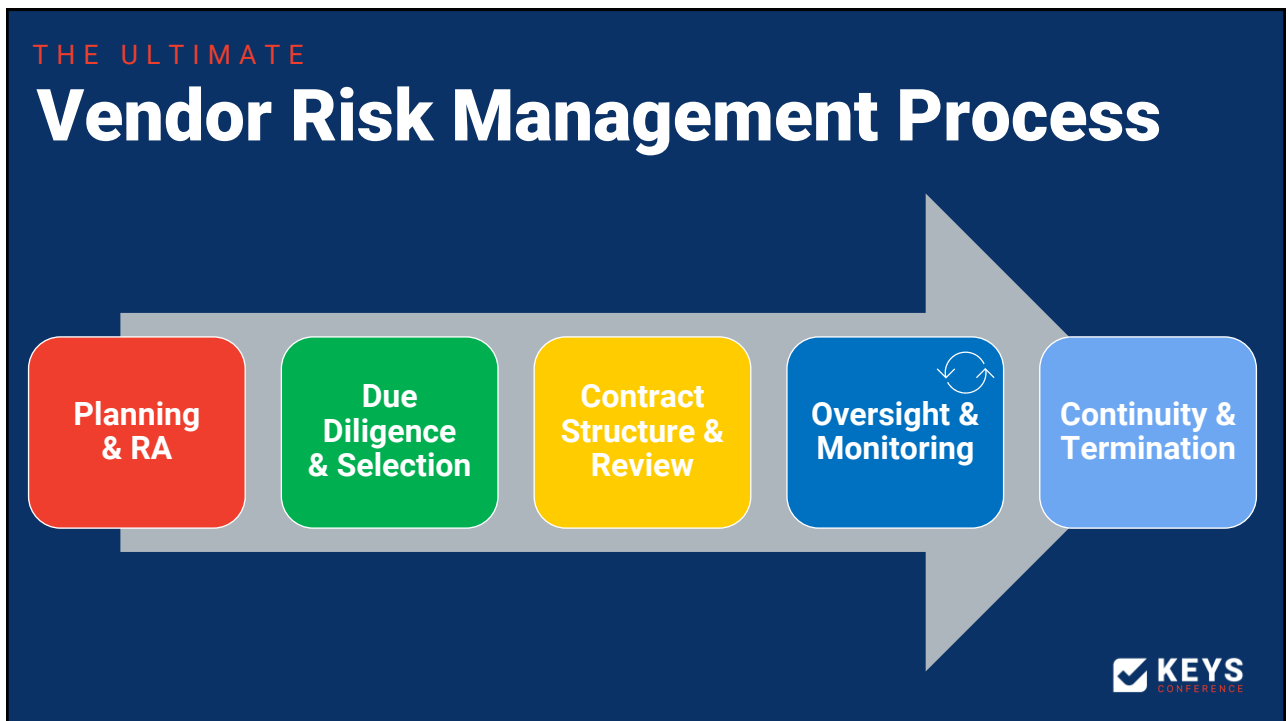 THE ULTIMATE
Vendor Risk Management Process
Planning
& RA
Due
Diligence
& Selection
Contract
Structure &
Review
Oversight &
Monitoring
Continuity &
Termination
KEYS
CONFERENCE